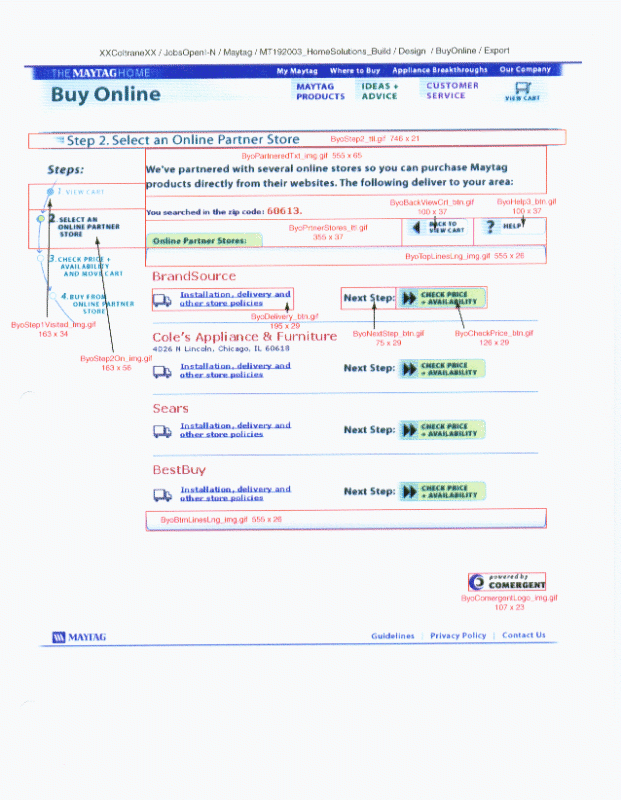 XXColtraneXX / JobsOpenI-N / Maytag / MT192003_HomeSolutions_Build / Design / BuyOnline / Export
THE MAYTAG HOME
My Maytag Where to Buy Appliance Breakthroughs Our Company
Buy Online
MAYTAG PRODUCTS
IDEAS + ADVICE
CUSTOMER SERVICE
VIEW CART
Step 2. Select an Online Partner Store
ByoStep2_ttl.gif 746 x 21
ByoPartneredTxt_img.gif 555 x 65
Steps:
We've partnered with several online stores so you can purchase Maytag
products directly from their websites. The following deliver to your area:
1. VIEW CART
2. SELECT AN
ONLINE PARTNER
STORE
3. CHECK PRICE +
AVAILABILITY
AND MOVE CART
4. BUY FROM
ONLINE PARTNER
STORE
ByoStep1Visited_img.gif
163 x 34
ByoStep2On_img.gif
163 x 56
You searched in the zip code: 60613.
ByoBackViewCrt_btn.gif
100 x 37
ByoHelp3_btn.gif
100 x 37
ByoPrtnerStores_ttl.gif
355 x 37
BACK TO
VIEW CART
? HELP
Online Partner Stores:
ByoTopLinesLng_img.gif 555 x 26
BrandSource
Installation, delivery and
other store policies
Next Step:
CHECK PRICE
+ AVAILABILITY
ByoDelivery_btn.gif
195 x 29
ByoNextStep_btn.gif
75 x 29
ByoCheckPrice_btn.gif
126 x 29
Cole's Appliance & Furniture
4026 N Lincoln, Chicago, IL 60618
Installation, delivery and
other store policies
Next Step:
CHECK PRICE
+ AVAILABILITY
Sears
Installation, delivery and
other store policies
Next Step:
CHECK PRICE
+ AVAILABILITY
BestBuy
Installation, delivery and
other store policies
Next Step:
CHECK PRICE
+ AVAILABILITY
ByoBtmLinesLng_img.gif 555 x 26
powered by
COMERGENT
ByoComergentLogo_img.gif
107 x 23
MAYTAG
Guidelines | Privacy Policy | Contact Us